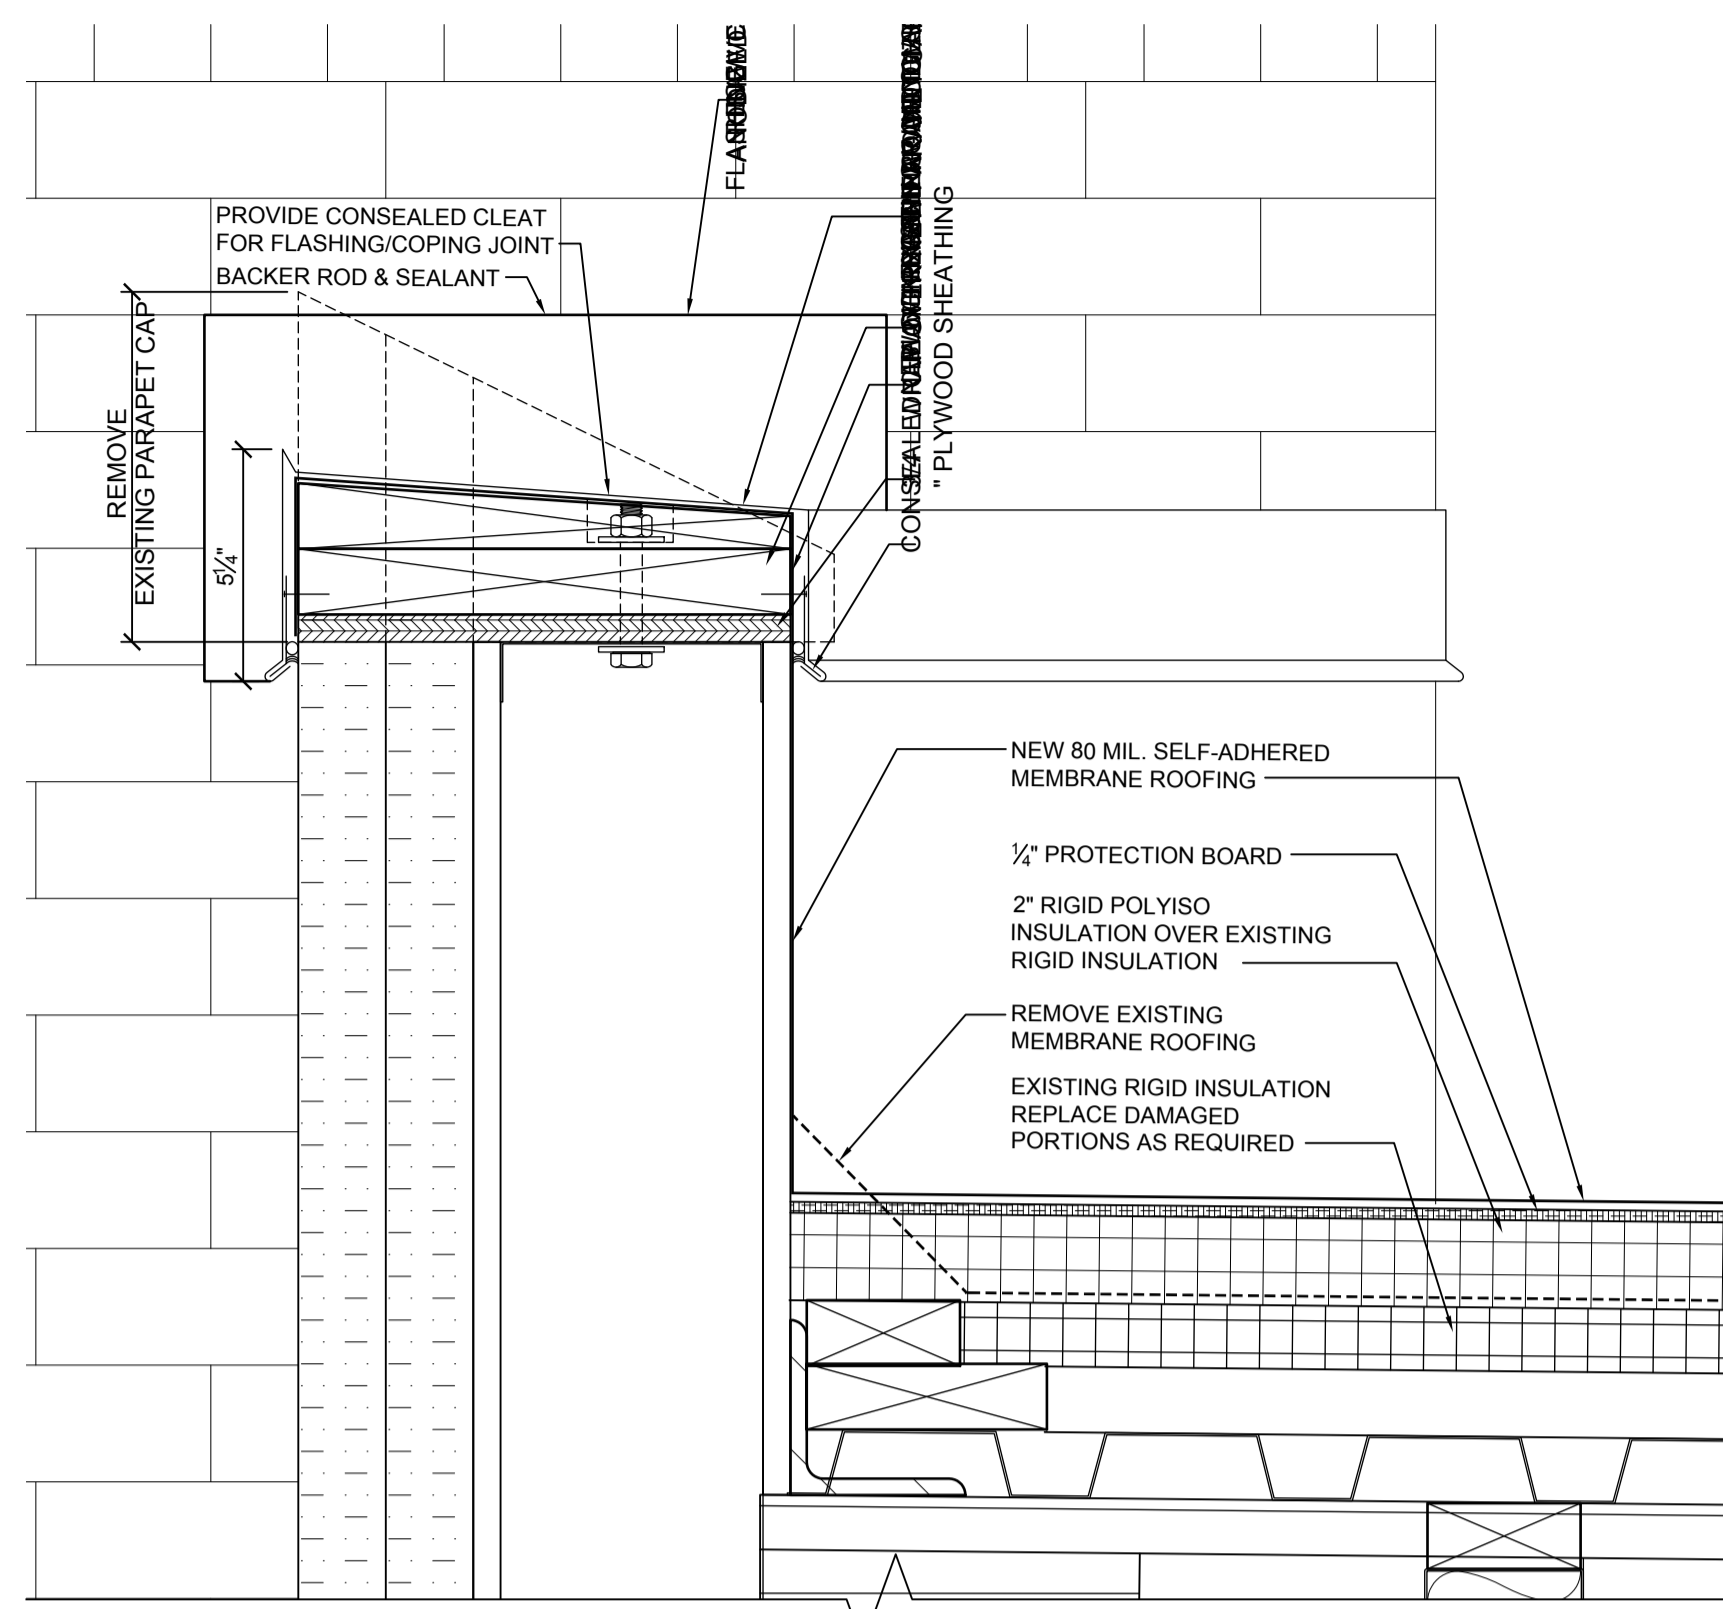 PROVIDE CONSEALED CLEAT
FOR FLASHING/COPING JOINT
BACKER ROD & SEALANT
REMOVE
EXISTING PARAPET CAP
5¼"
" PLYWOOD SHEATHING
NEW 80 MIL. SELF-ADHERED
MEMBRANE ROOFING
¼" PROTECTION BOARD
2" RIGID POLYISO
INSULATION OVER EXISTING
RIGID INSULATION
REMOVE EXISTING
MEMBRANE ROOFING
EXISTING RIGID INSULATION
REPLACE DAMAGED
PORTIONS AS REQUIRED